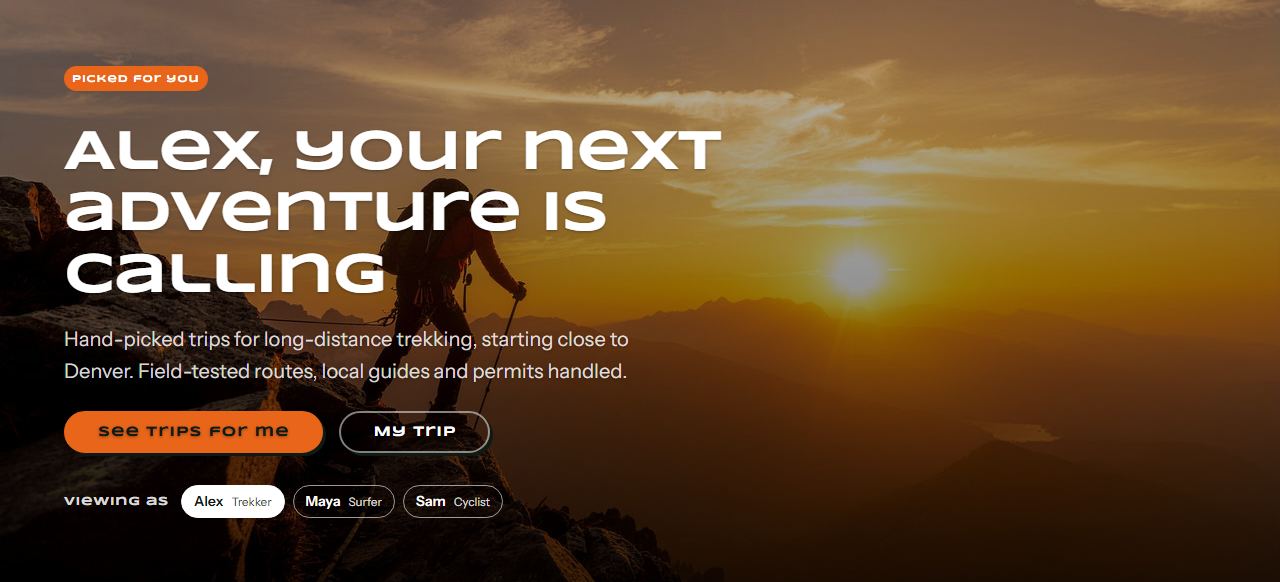 Picked for you
Alex, your next
adventure is
calling
Hand-picked trips for long-distance trekking, starting close to
Denver. Field-tested routes, local guides and permits handled.
See trips for me
My trip
Viewing as
Alex Trekker
Maya Surfer
Sam Cyclist